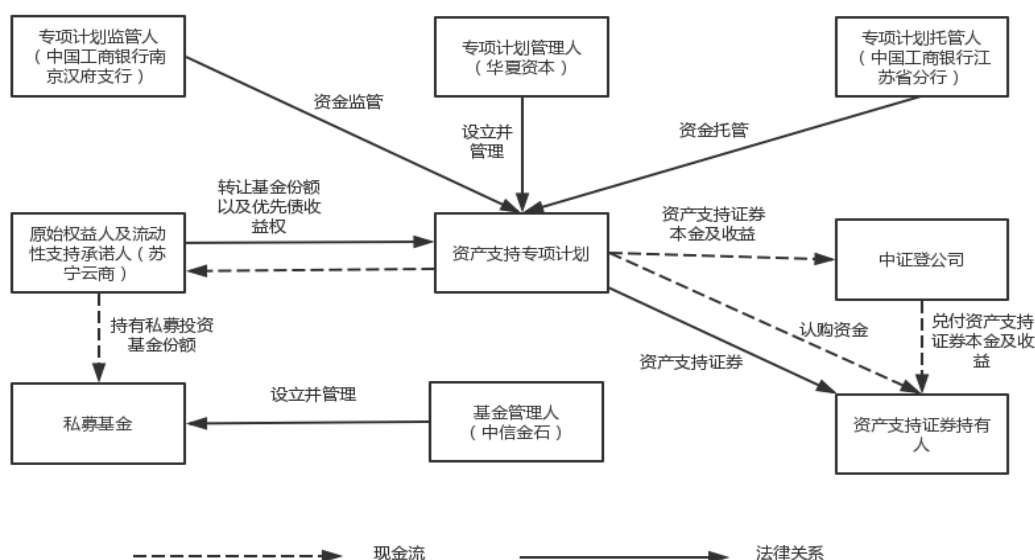 专项计划监管人
（中国工商银行南
京汉府支行）
专项计划管理人
（华夏资本）
专项计划托管人
（中国工商银行江
苏省分行）
资金监管
设立并
管理
资金托管
转让基金份额
以及优先债收
益权
资产支持证券
本金及收益
原始权益人及流动
性支持承诺人（苏
宁云商）
资产支持专项计划
中证登公司
持有私募投资
基金份额
认购资金
兑付资产支持
证券本金及收
益
资产支持证券
设立并管理
私募基金
基金管理人
（中信金石）
资产支持证券持有
人
现金流
法律关系